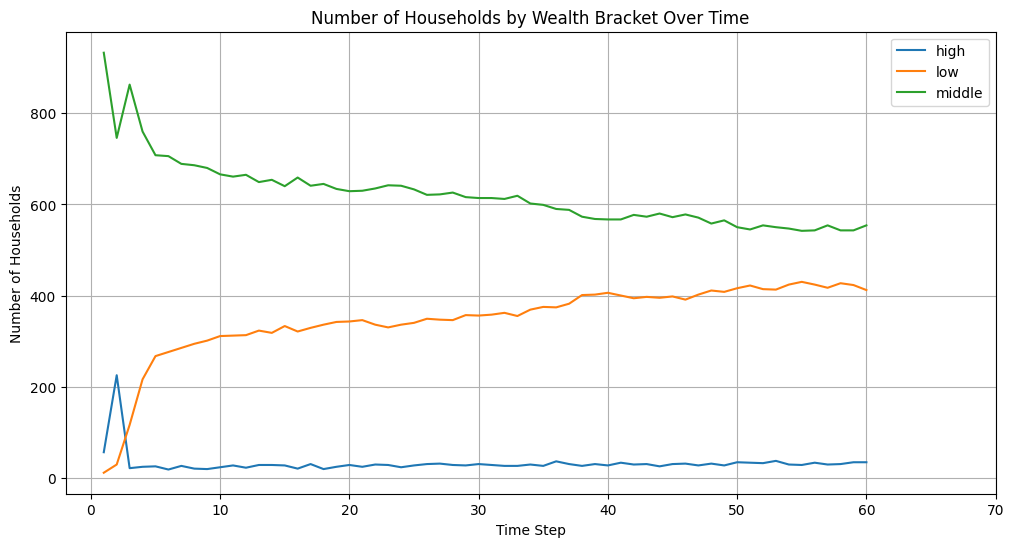 Number of Households by Wealth Bracket Over Time
high
low
middle
Number of Households
800
600
400
200
0
0 10 20 30 40 50 60 70
Time Step